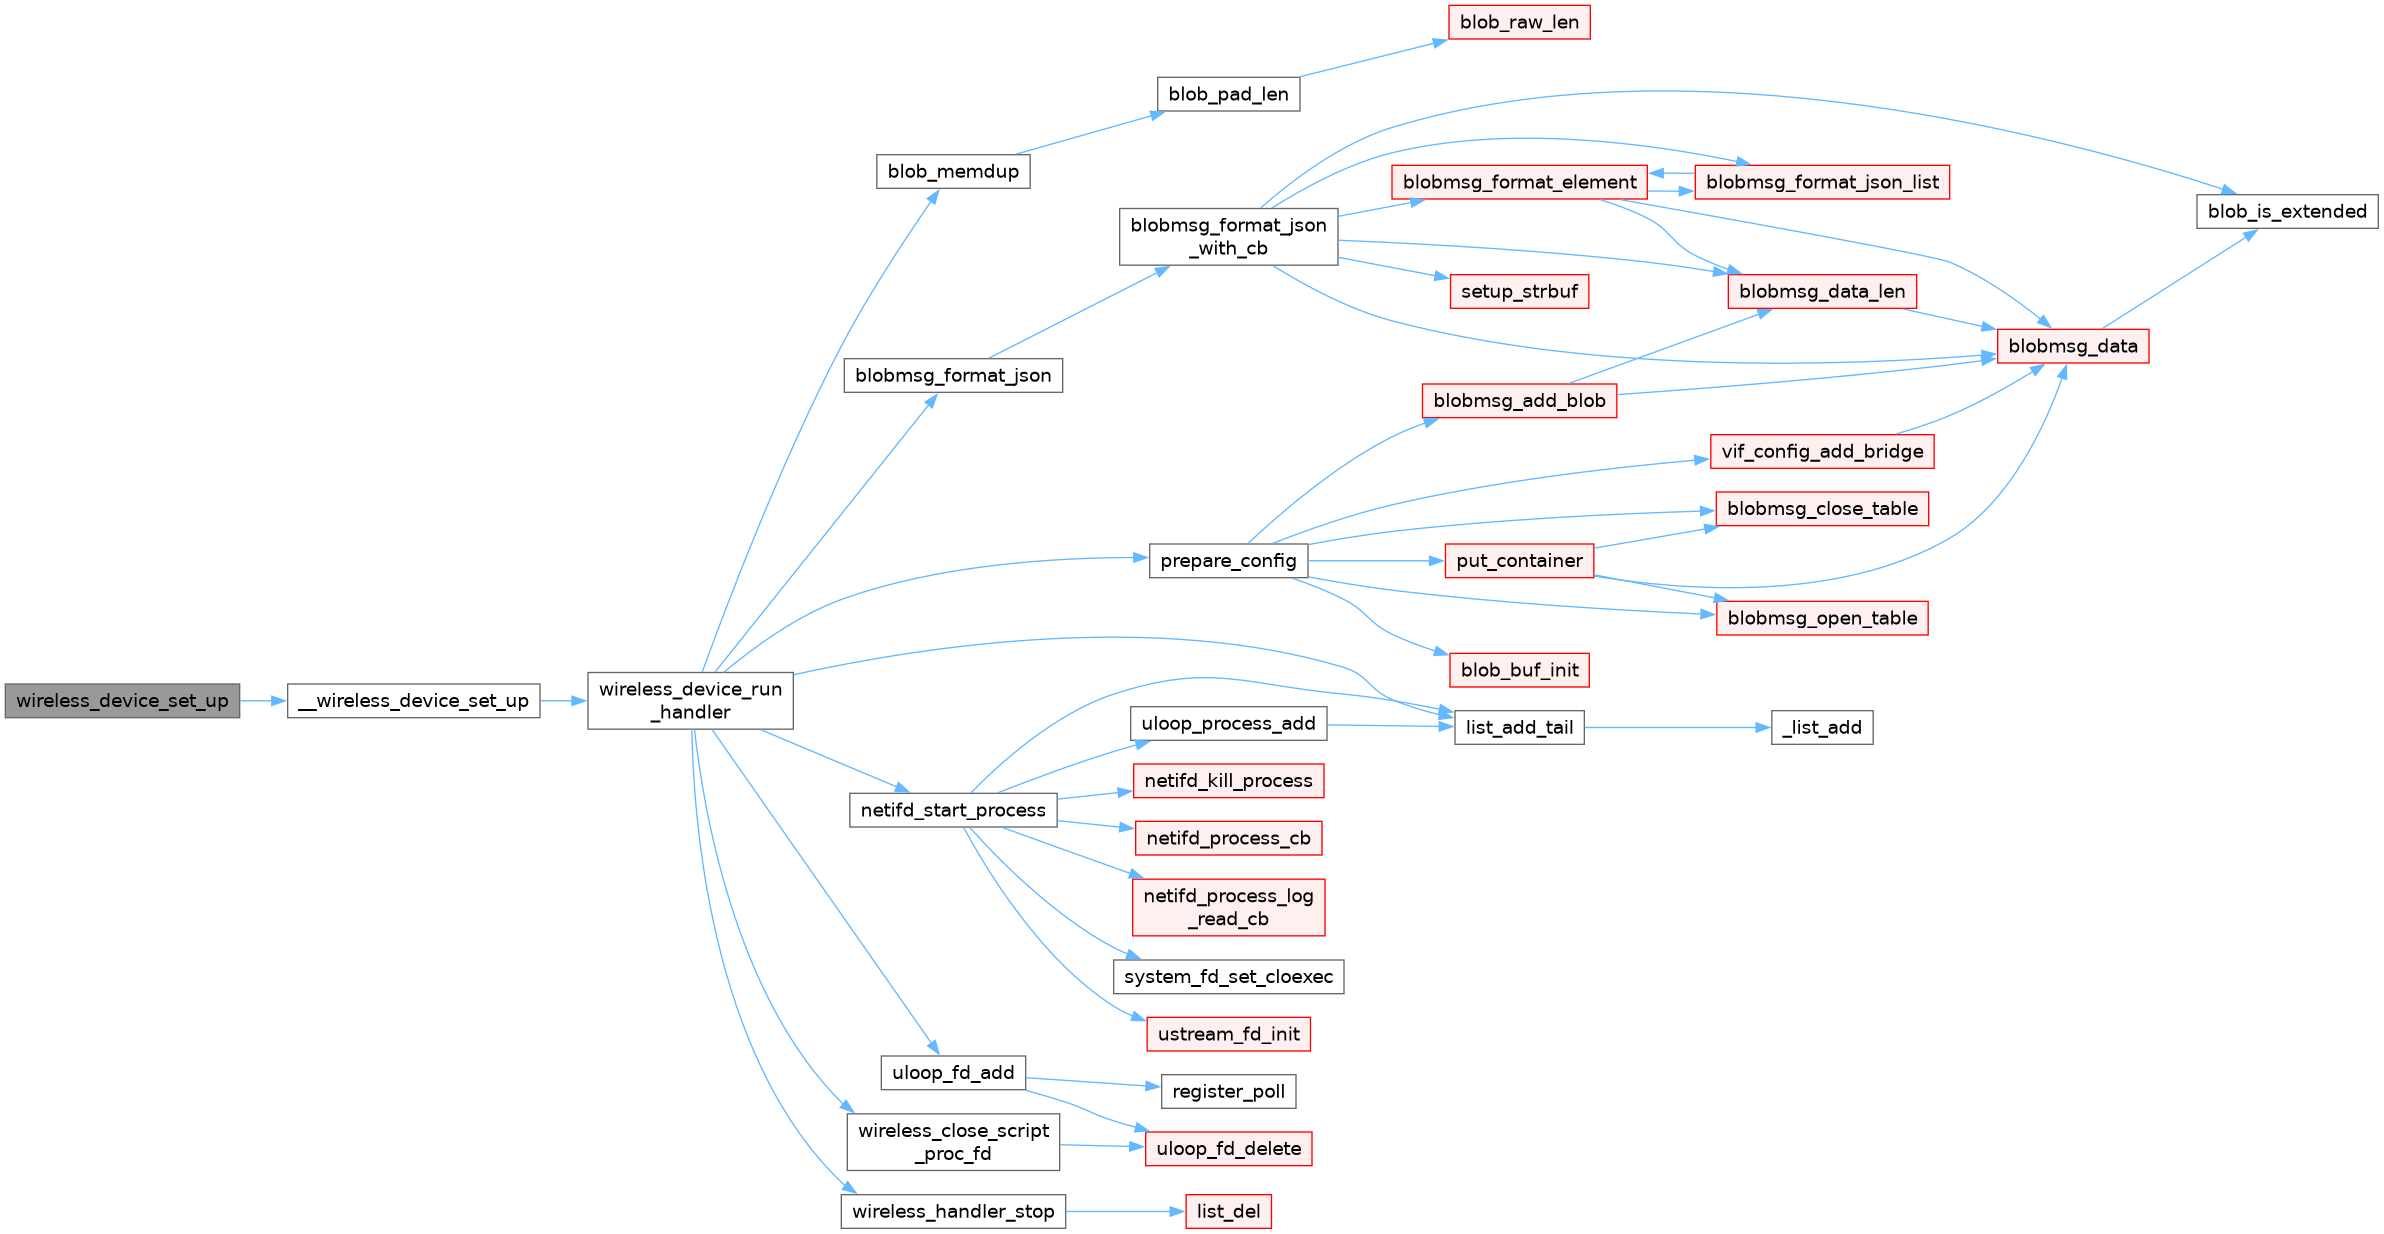 blob_raw_len
blob_pad_len
blob_memdup
blobmsg_format_element
blobmsg_format_json_list
blob_is_extended
blobmsg_format_json
_with_cb
setup_strbuf
blobmsg_data_len
blobmsg_data
blobmsg_format_json
blobmsg_add_blob
vif_config_add_bridge
blobmsg_close_table
prepare_config
put_container
blobmsg_open_table
blob_buf_init
wireless_device_set_up
__wireless_device_set_up
wireless_device_run
_handler
uloop_process_add
list_add_tail
_list_add
netifd_kill_process
netifd_start_process
netifd_process_cb
netifd_process_log
_read_cb
system_fd_set_cloexec
ustream_fd_init
uloop_fd_add
register_poll
wireless_close_script
_proc_fd
uloop_fd_delete
wireless_handler_stop
list_del